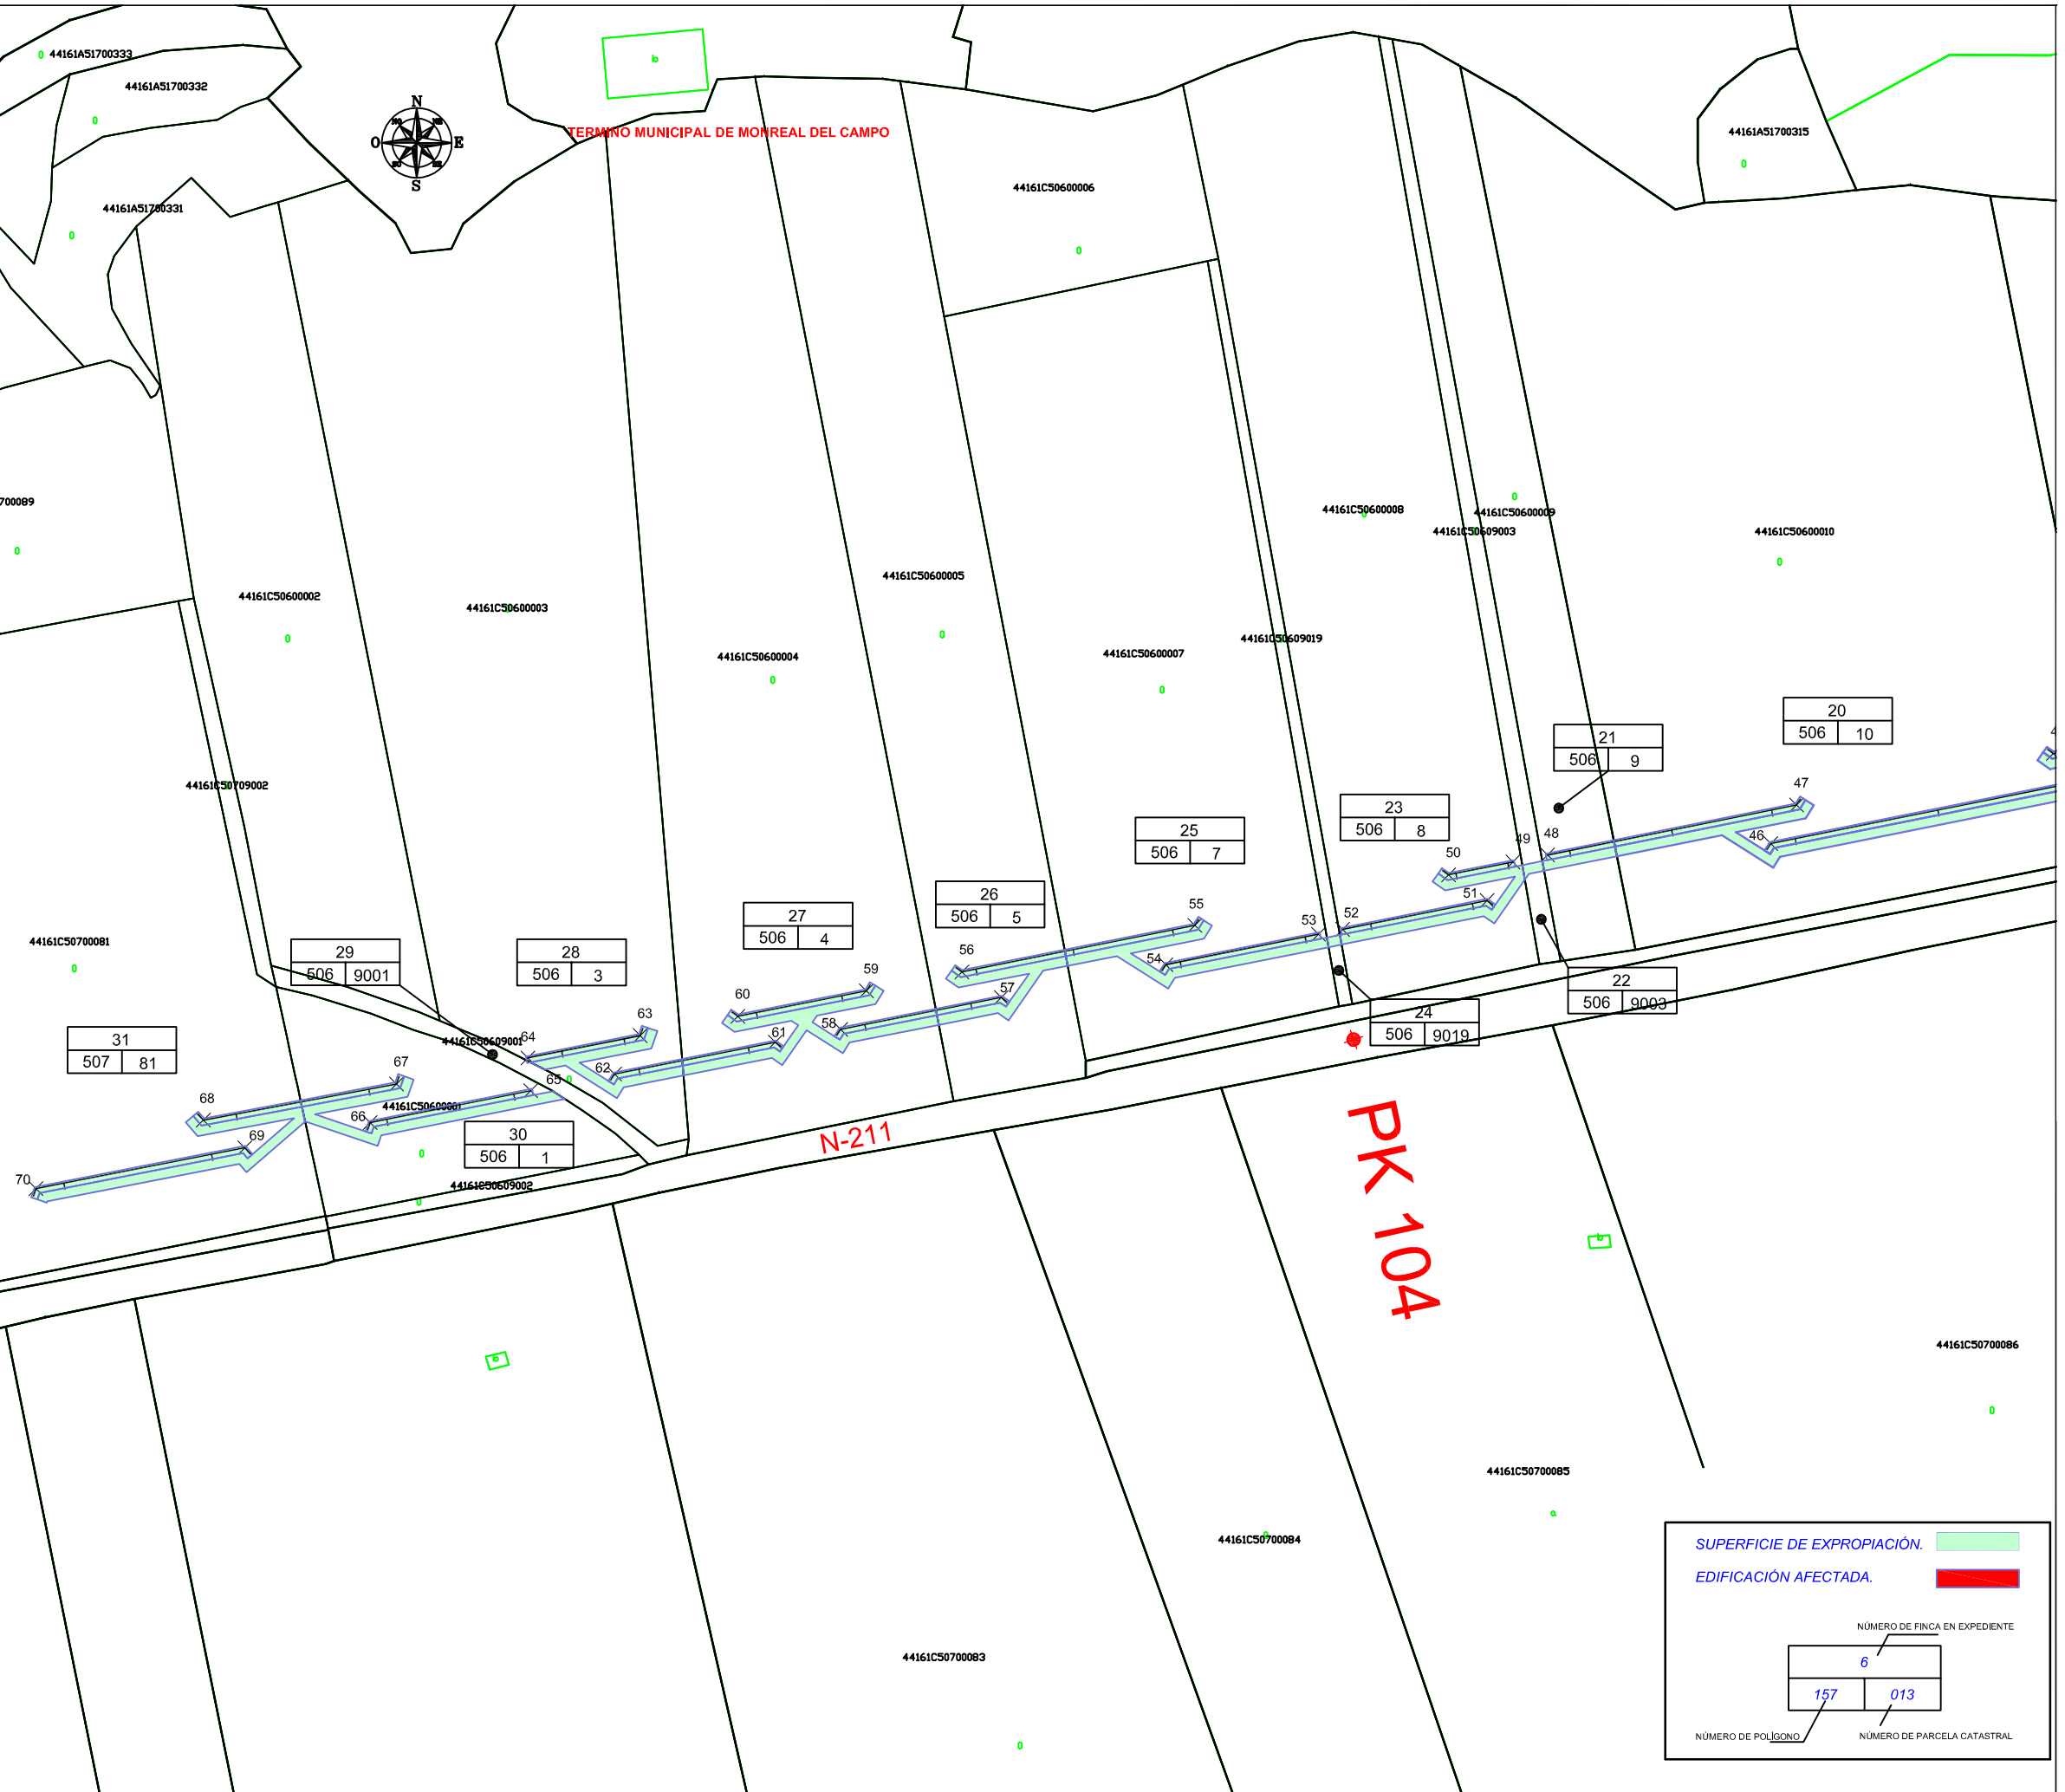 44161A51700333
44161A51700332
b
N
O
E
S
TERMINO MUNICIPAL DE MONREAL DEL CAMPO
44161A51700315
44161C50600006
44161A51700331
700089
44161C50600008
44161C50600009
44161C50609003
44161C50600010
44161C50600002
44161C50600003
44161C50600005
44161C50609019
44161C50600007
44161C50600004
44161C50709002
20
506 10
21
506 9
47
23
506 8
25
506 7
46
48
49
50
51
26
506 5
27
506 4
55
52
53
54
56
44161C50700081
29
506 9001
28
506 3
59
57
22
506 9003
60
58
63
24
506 9019
31
507 81
44161C50609001
64
61
62
67
65
68
66
44161C50600001
69
30
506 1
N-211
70
44161C50609002
PK 104
b
44161C50700086
44161C50700085
44161C50700084
44161C50700083
SUPERFICIE DE EXPROPIACIÓN.
EDIFICACIÓN AFECTADA.
NÚMERO DE FINCA EN EXPEDIENTE
6
157 013
NÚMERO DE POLÍGONO
NÚMERO DE PARCELA CATASTRAL